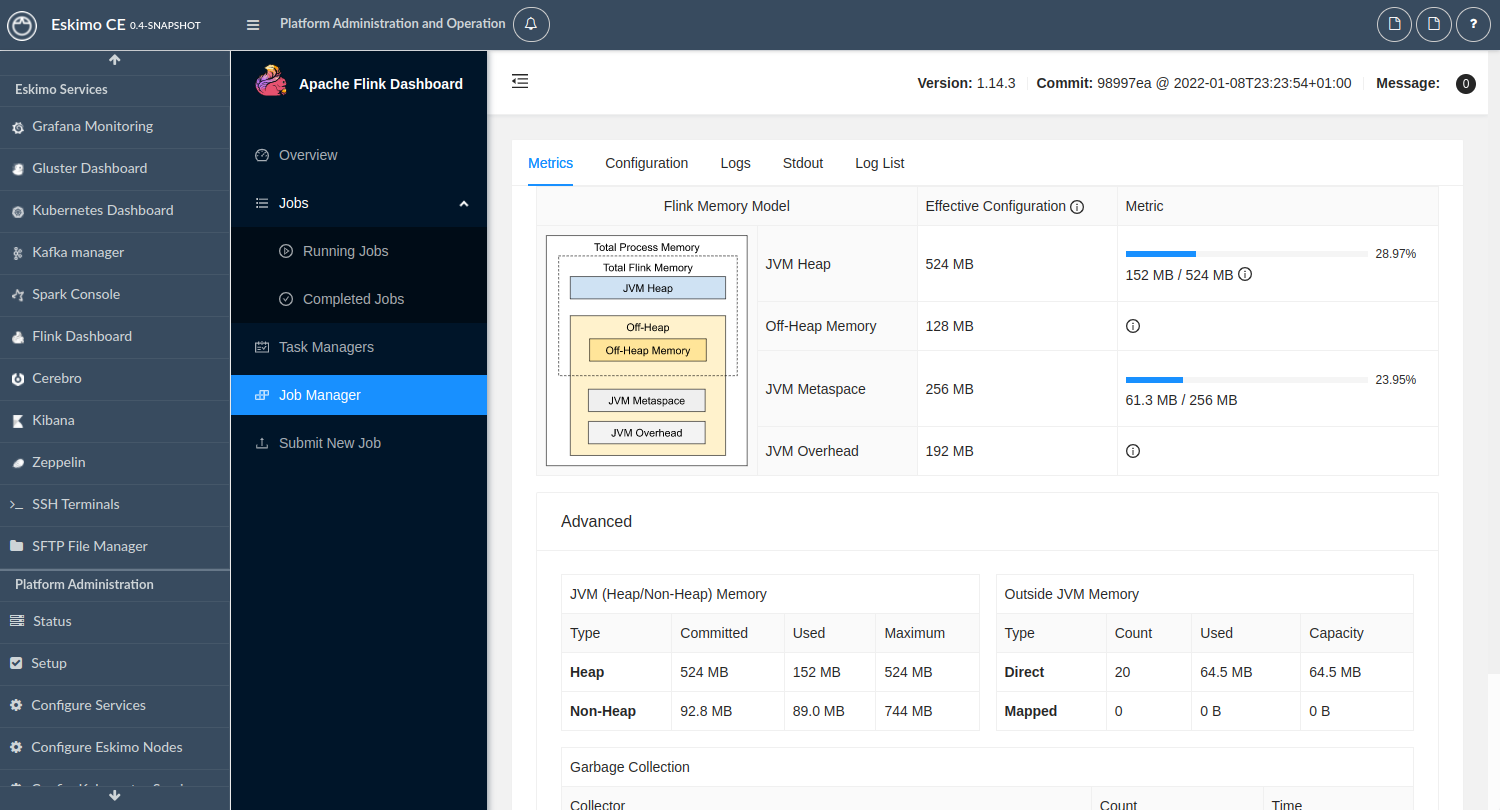 Eskimo CE 0.4-SNAPSHOT
Platform Administration and Operation
?
Eskimo Services
Grafana Monitoring
Gluster Dashboard
Kubernetes Dashboard
Kafka manager
Spark Console
Flink Dashboard
Cerebro
Kibana
Zeppelin
SSH Terminals
SFTP File Manager
Platform Administration
Status
Setup
Configure Services
Configure Eskimo Nodes
Apache Flink Dashboard
Overview
Jobs
Running Jobs
Completed Jobs
Task Managers
Job Manager
Submit New Job
Version: 1.14.3 Commit: 98997ea @ 2022-01-08T23:23:54+01:00 Message: 0
Metrics Configuration Logs Stdout Log List
Flink Memory Model Effective Configuration Metric
Total Process Memory
Total Flink Memory
JVM Heap
Off-Heap
Off-Heap Memory
JVM Metaspace
JVM Overhead
JVM Heap 524 MB 28.97%
152 MB / 524 MB
Off-Heap Memory 128 MB
JVM Metaspace 256 MB 23.95%
61.3 MB / 256 MB
JVM Overhead 192 MB
Advanced
JVM (Heap/Non-Heap) Memory
Type Committed Used Maximum
Heap 524 MB 152 MB 524 MB
Non-Heap 92.8 MB 89.0 MB 744 MB
Outside JVM Memory
Type Count Used Capacity
Direct 20 64.5 MB 64.5 MB
Mapped 0 0 B 0 B
Garbage Collection
Collector Count Time